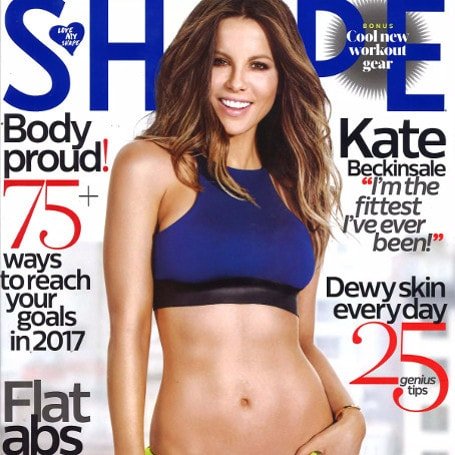 SHAPE
LOVE
MY
SHAPE
BONUS
Cool new
workout
gear
Body
proud!
75+
ways
to reach
your
goals
in 2017
Flat
abs
Kate
Beckinsale
"I'm the
fittest
I've ever
been!"
Dewy skin
every day
25
genius
tips